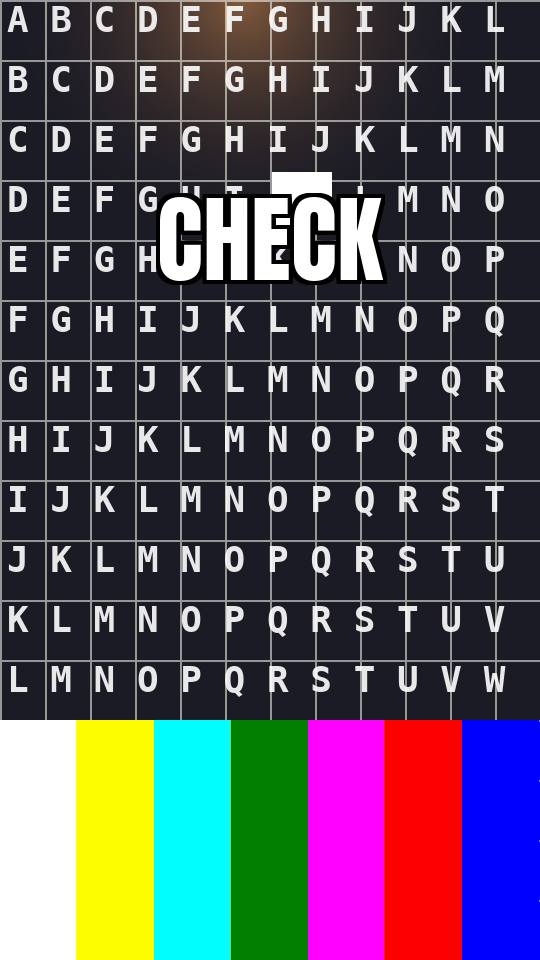 A B C D E F G H I J K L
B C D E F G H I J K L M
C D E F G H I J K L M N
D E F G M N O
CHECK
E F G H N O P
F G H I J K L M N O P Q
G H I J K L M N O P Q R
H I J K L M N O P Q R S
I J K L M N O P Q R S T
J K L M N O P Q R S T U
K L M N O P Q R S T U V
L M N O P Q R S T U V W